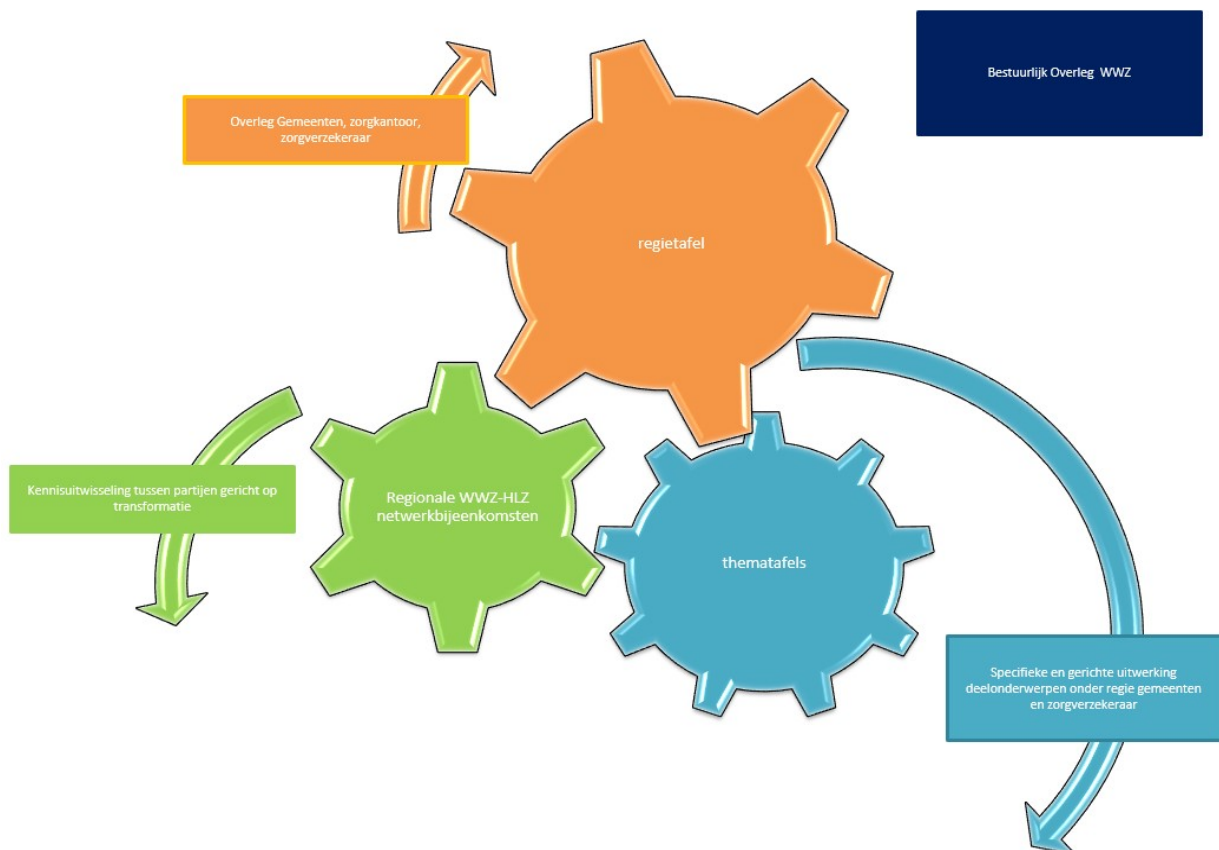 Bestuurlijk Overleg WWZ
Overleg Gemeenten, zorgkantoor,
zorgverzekeraar
regietafel
Kennisuitwisseling tussen partijen gericht op
transformatie
Regionale WWZ-HLZ
netwerkbijeenkomsten
thematafels
Specifieke en gerichte uitwerking
deelonderwerpen onder regie gemeenten
en zorgverzekeraar